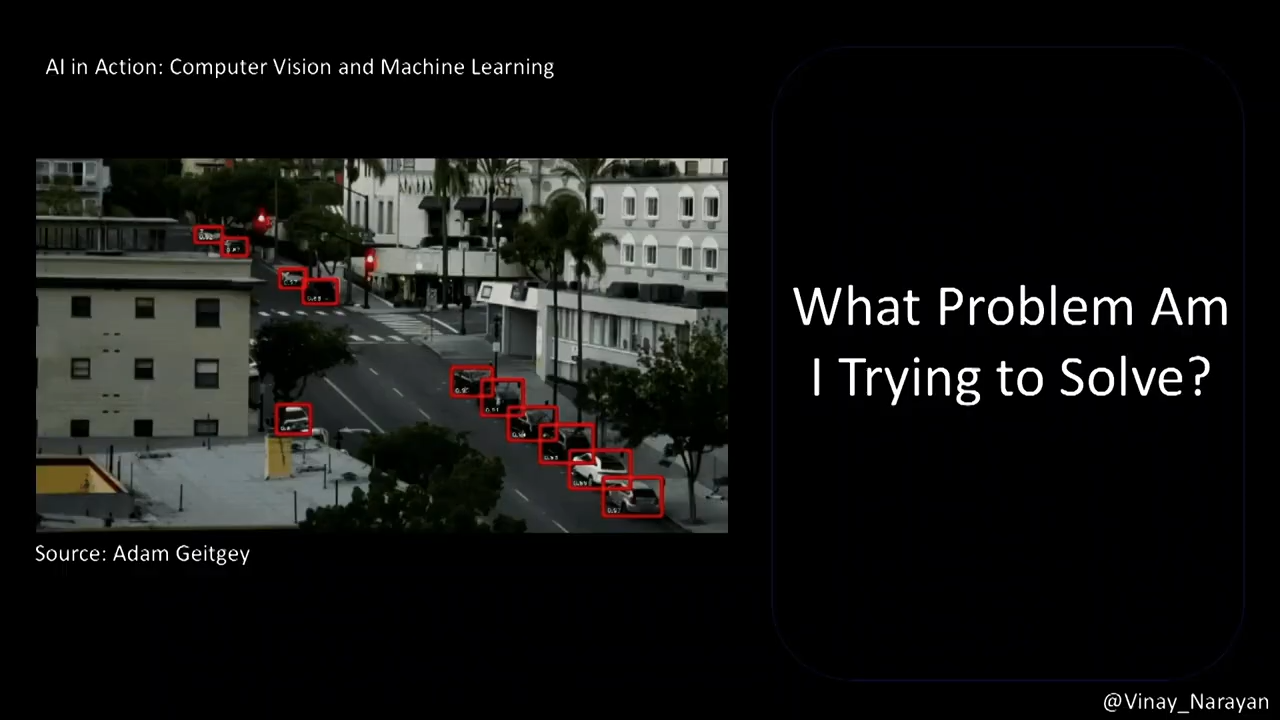 AI in Action: Computer Vision and Machine Learning
What Problem Am
I Trying to Solve?
Source: Adam Geitgey
@Vinay_Narayan